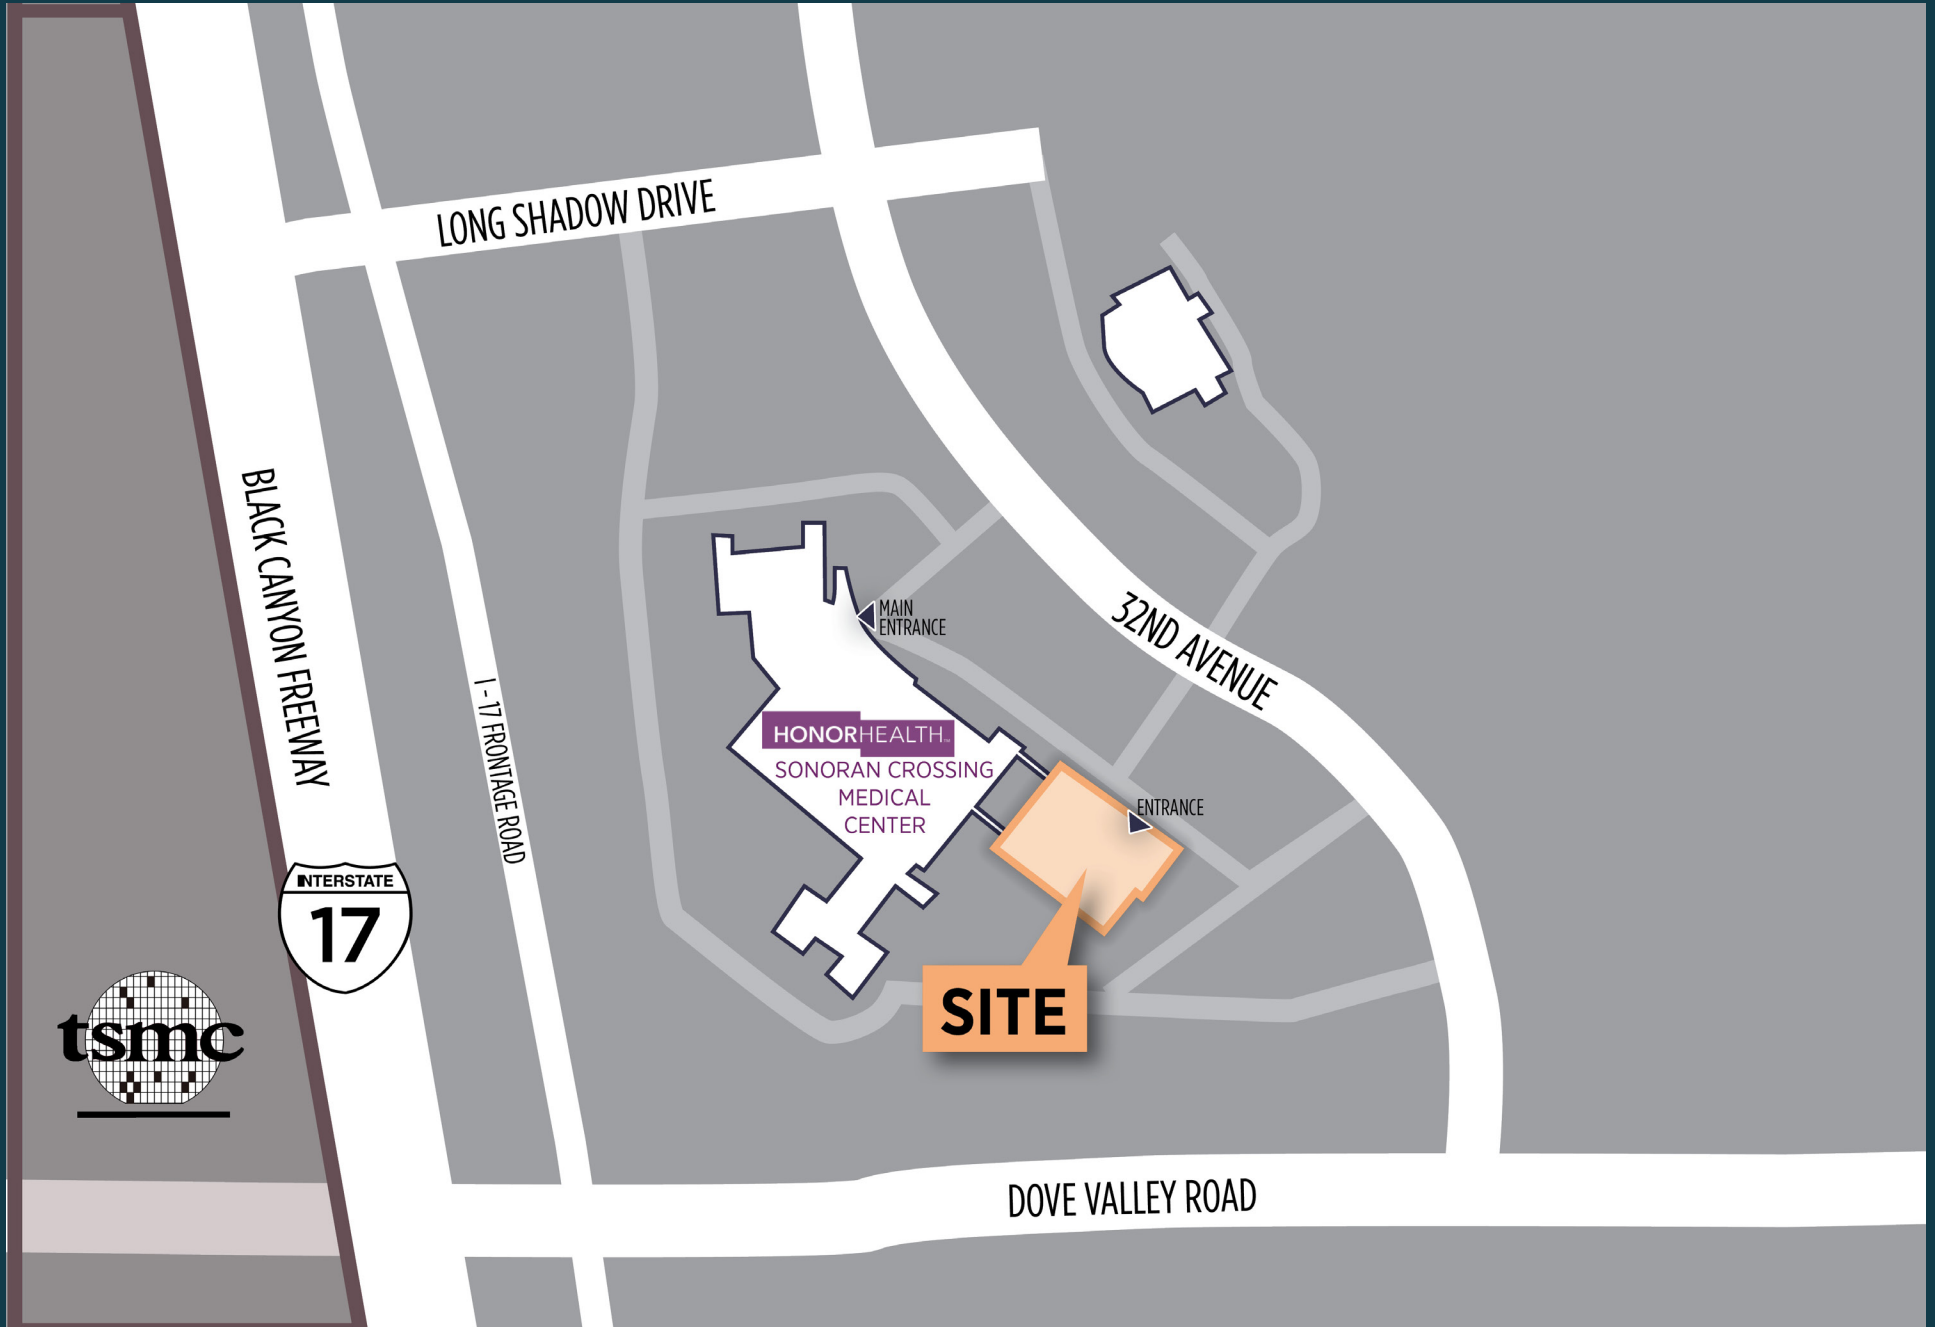 LONG SHADOW DRIVE
BLACK CANYON FREEWAY
I - 17 FRONTAGE ROAD
32ND AVENUE
MAIN
ENTRANCE
HONORHEALTH
SONORAN CROSSING
MEDICAL
CENTER
ENTRANCE
INTERSTATE
17
SITE
tsmc
DOVE VALLEY ROAD